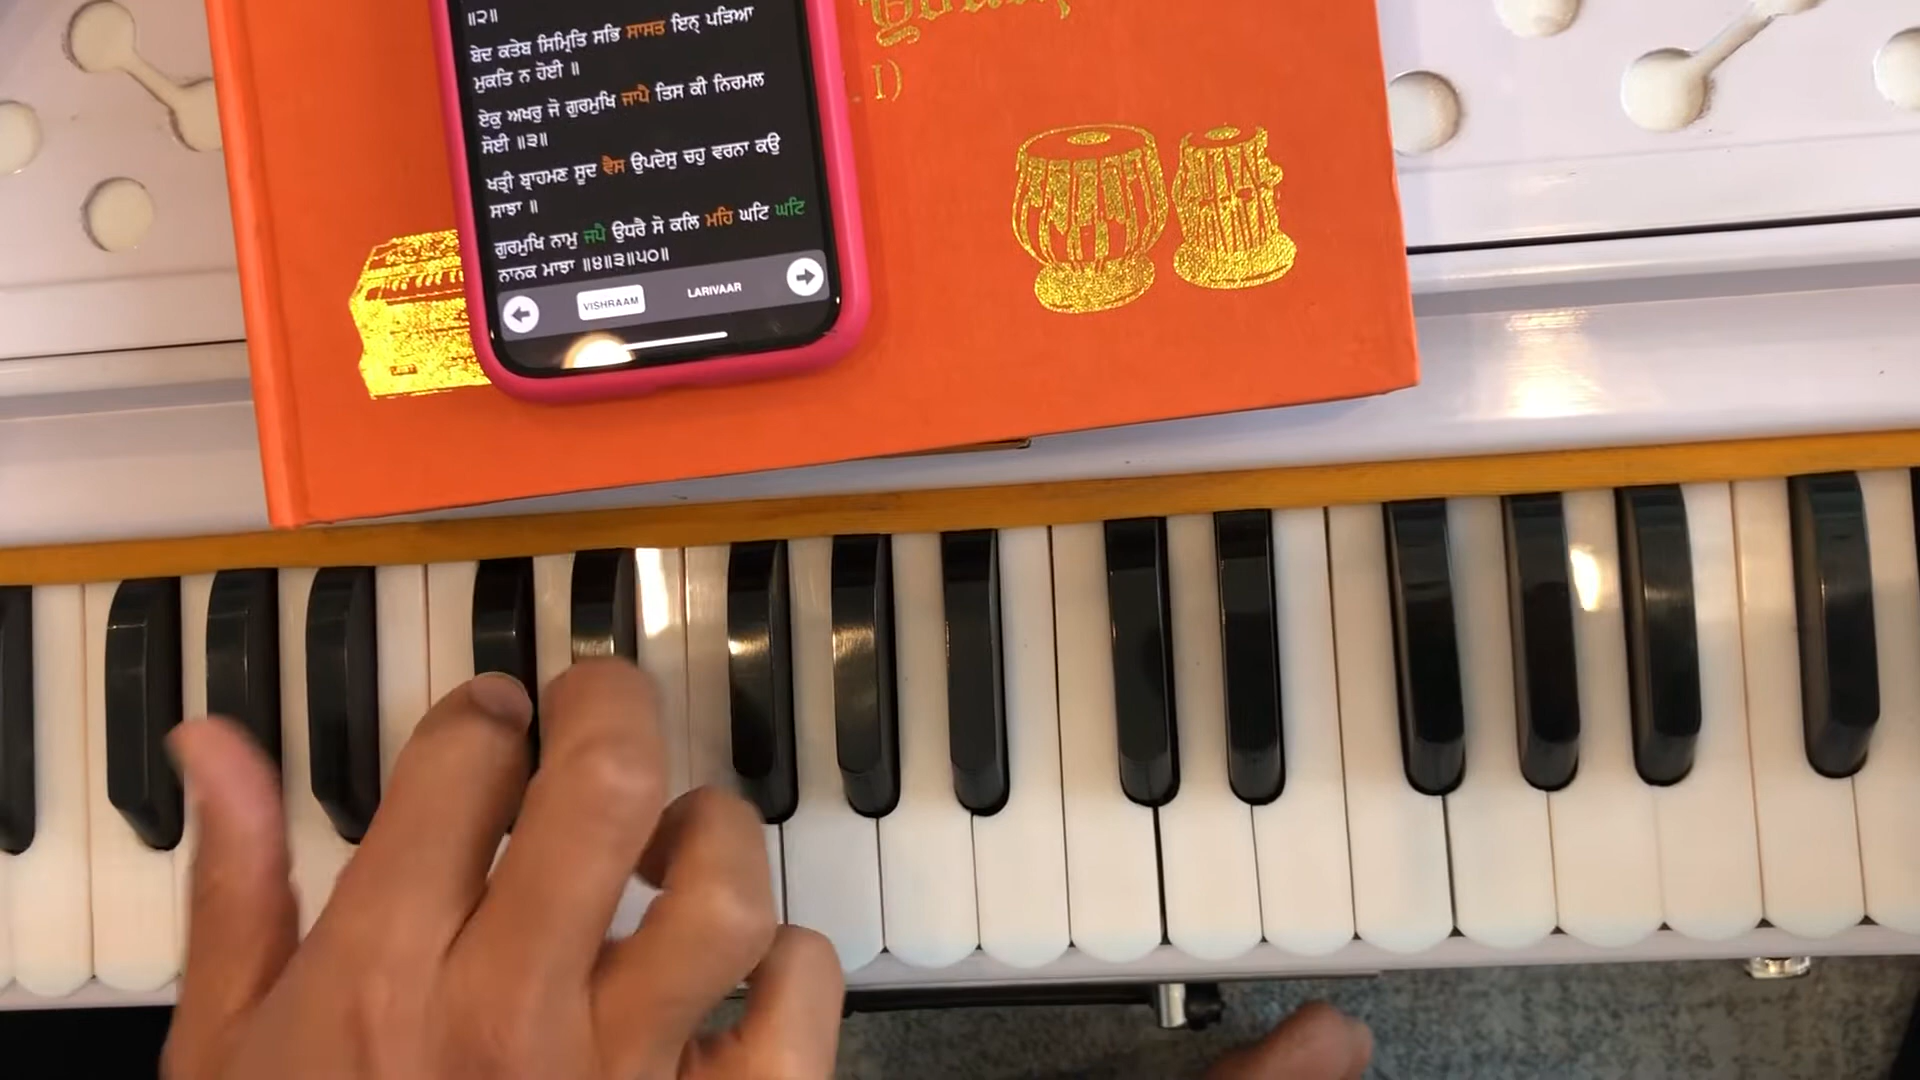 ॥੨॥
ਬੇਦ ਕਤੇਬ ਸਿਮ੍ਰਿਤਿ ਸਭਿ ਸਾਸਤ ਇਨ੍ ਪੜਿਆ
ਮੁਕਤਿ ਨ ਹੋਈ ॥
ਏਕੁ ਅਖਰੁ ਜੋ ਗੁਰਮੁਖਿ ਜਾਪੈ ਤਿਸ ਕੀ ਨਿਰਮਲ
ਸੋਈ ॥੩॥
ਖਤ੍ਰੀ ਬ੍ਰਾਹਮਣ ਸੂਦ ਵੈਸ ਉਪਦੇਸੁ ਚਹੁ ਵਰਨਾ ਕਉ
ਸਾਝਾ ॥
ਗੁਰਮੁਖਿ ਨਾਮੁ ਜਪੈ ਉਧਰੈ ਸੋ ਕਲਿ ਮਹਿ ਘਟਿ ਘਟਿ
ਨਾਨਕ ਮਾਝਾ ॥੪॥੩॥੫੦॥
VISHRAAM
LARIVAAR
I)